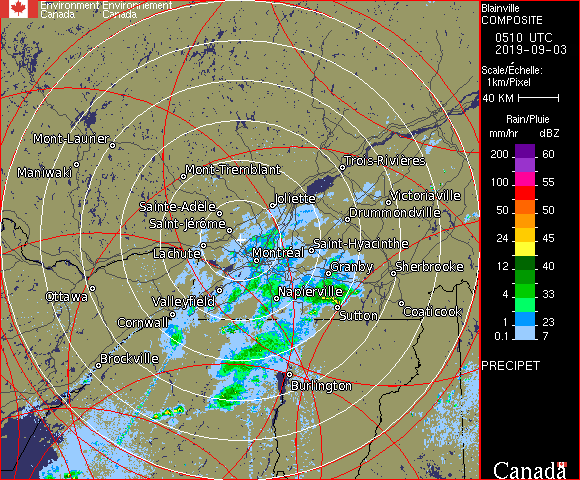 Environment Environnement
Canada Canada
Blainville
COMPOSITE
0510 UTC
2019-09-03
Scale/Échelle:
1km/Pixel
40 KM
Rain/Pluie
mm/hr dBZ
200 60
100 55
50 50
24 45
12 40
4 33
1 23
0.1 7
PRECIPET
Canada
Mont-Laurier
Maniwaki
Mont-Tremblant
Trois-Rivières
Joliette
Victoriaville
Sainte-Adèle
Drummondville
Saint-Jérôme
Lachute
Montréal
Saint-Hyacinthe
Granby
Sherbrooke
Ottawa
Valleyfield
Napierville
Cornwall
Sutton
Coaticook
Brockville
Burlington